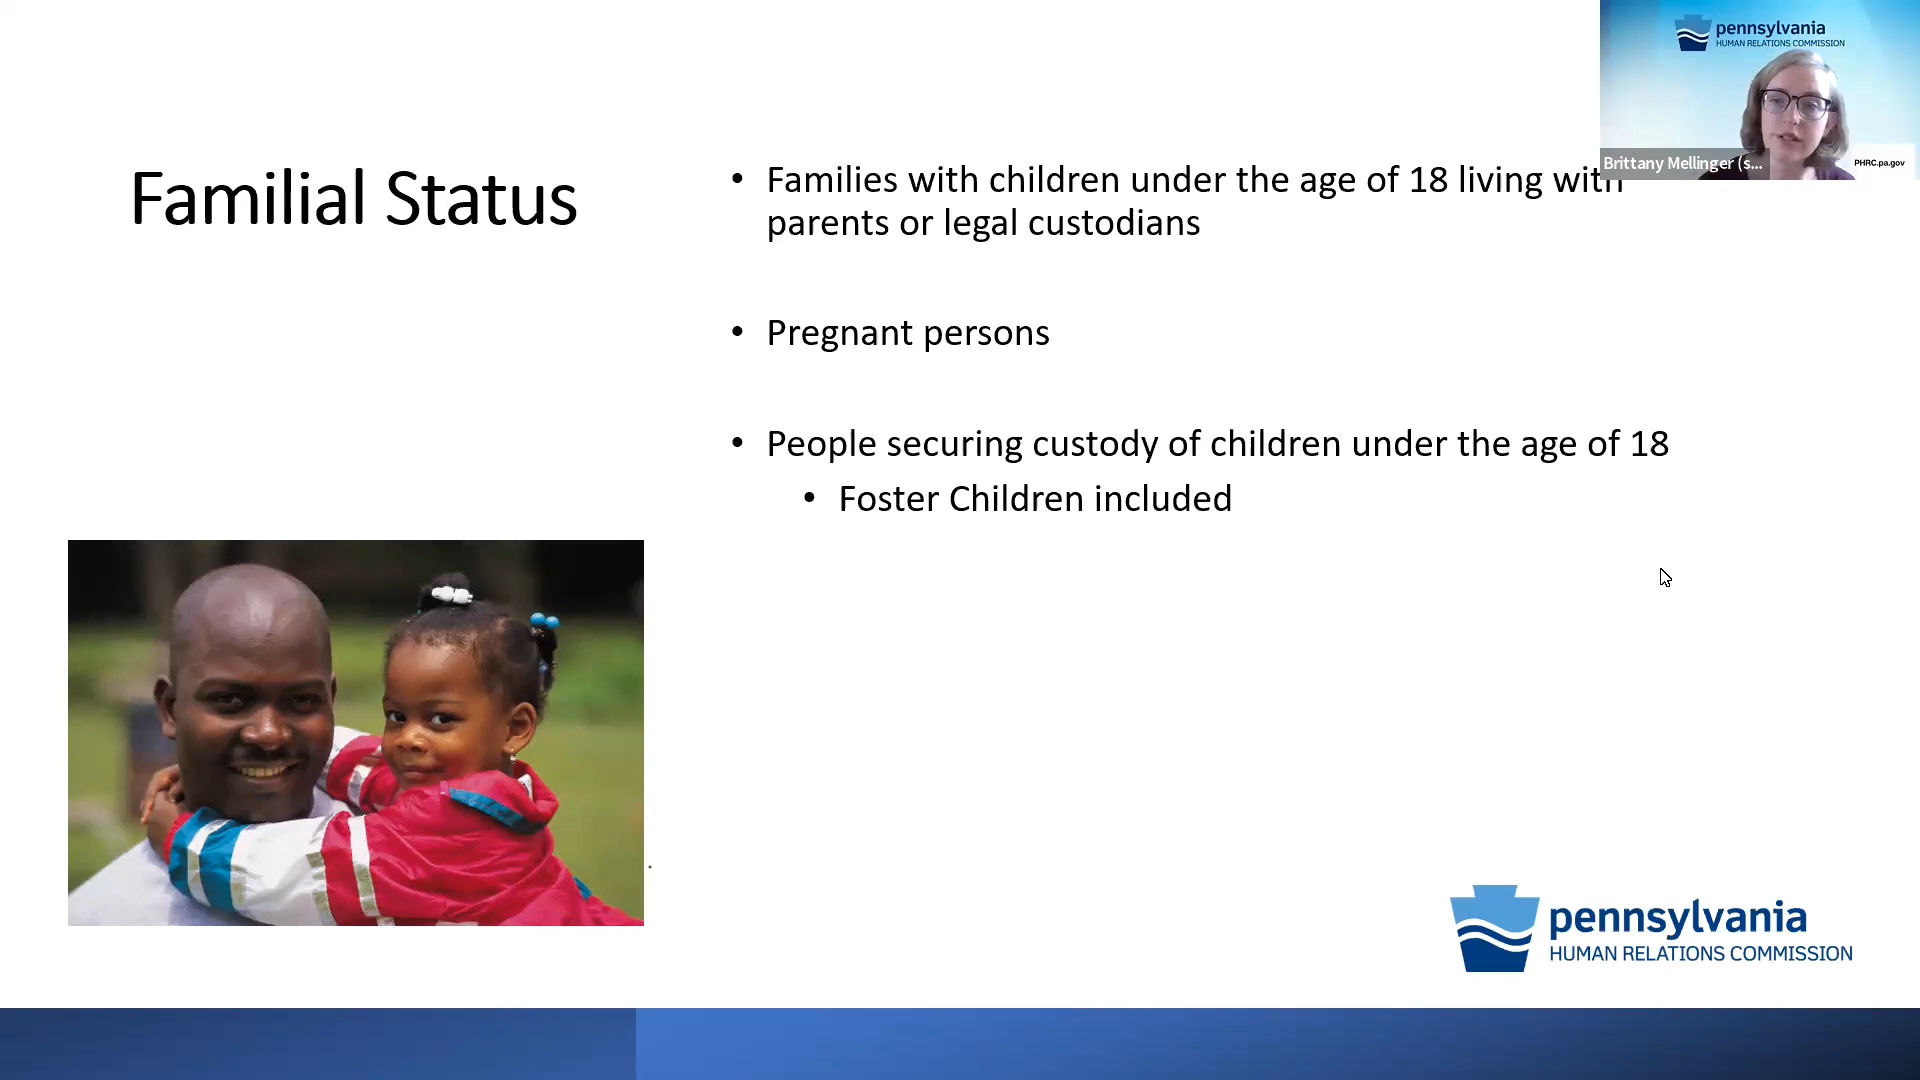 pennsylvania
HUMAN RELATIONS COMMISSION
Brittany Mellinger (s...
PHRC.pa.gov
Familial Status
• Families with children under the age of 18 living with
parents or legal custodians
• Pregnant persons
• People securing custody of children under the age of 18
• Foster Children included
pennsylvania
HUMAN RELATIONS COMMISSION